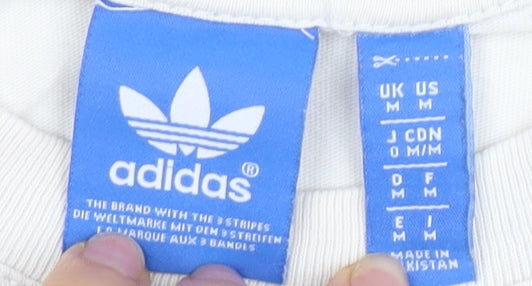 adidas®
THE BRAND WITH THE 3 STRIPES
DIE WELTMARKE MIT DEN 3 STREIFEN
MARQUE AUX 3 BANDES
UK US
M M
J CDN
O M/M
D F
M M
E I
M M
MADE IN
KISTAN